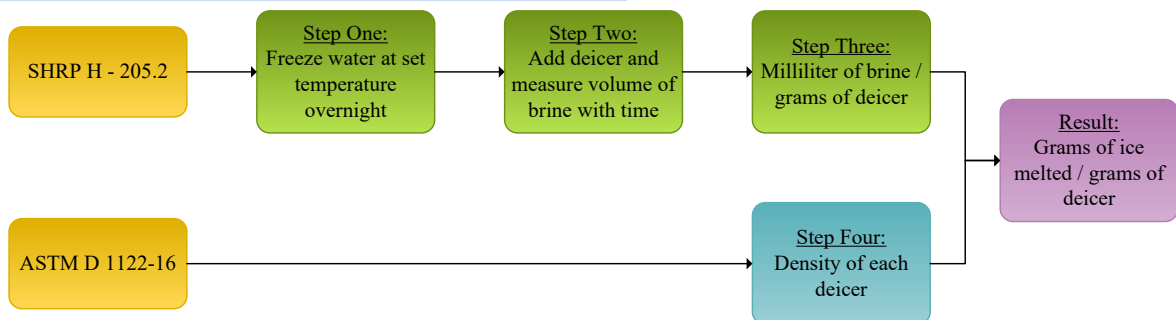 SHRP H - 205.2
Step One:
Freeze water at set
temperature
overnight
Step Two:
Add deicer and
measure volume of
brine with time
Step Three:
Milliliter of brine /
grams of deicer
Result:
Grams of ice
melted / grams of
deicer
ASTM D 1122-16
Step Four:
Density of each
deicer